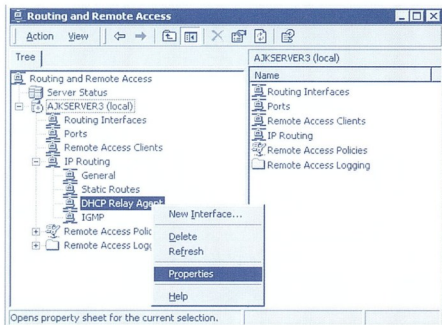 Routing and Remote Access
Action View
Tree
AJKSERVER3 (local)
Routing and Remote Access
Server Status
AJKSERVER3 (local)
Routing Interfaces
Ports
Remote Access Clients
IP Routing
General
Static Routes
DHCP Relay Agent
IGMP
Remote Access Polic
Remote Access Logg
Name
Routing Interfaces
Ports
Remote Access Clients
IP Routing
Remote Access Policies
Remote Access Logging
New Interface...
Delete
Refresh
Properties
Help
Opens property sheet for the current selection.